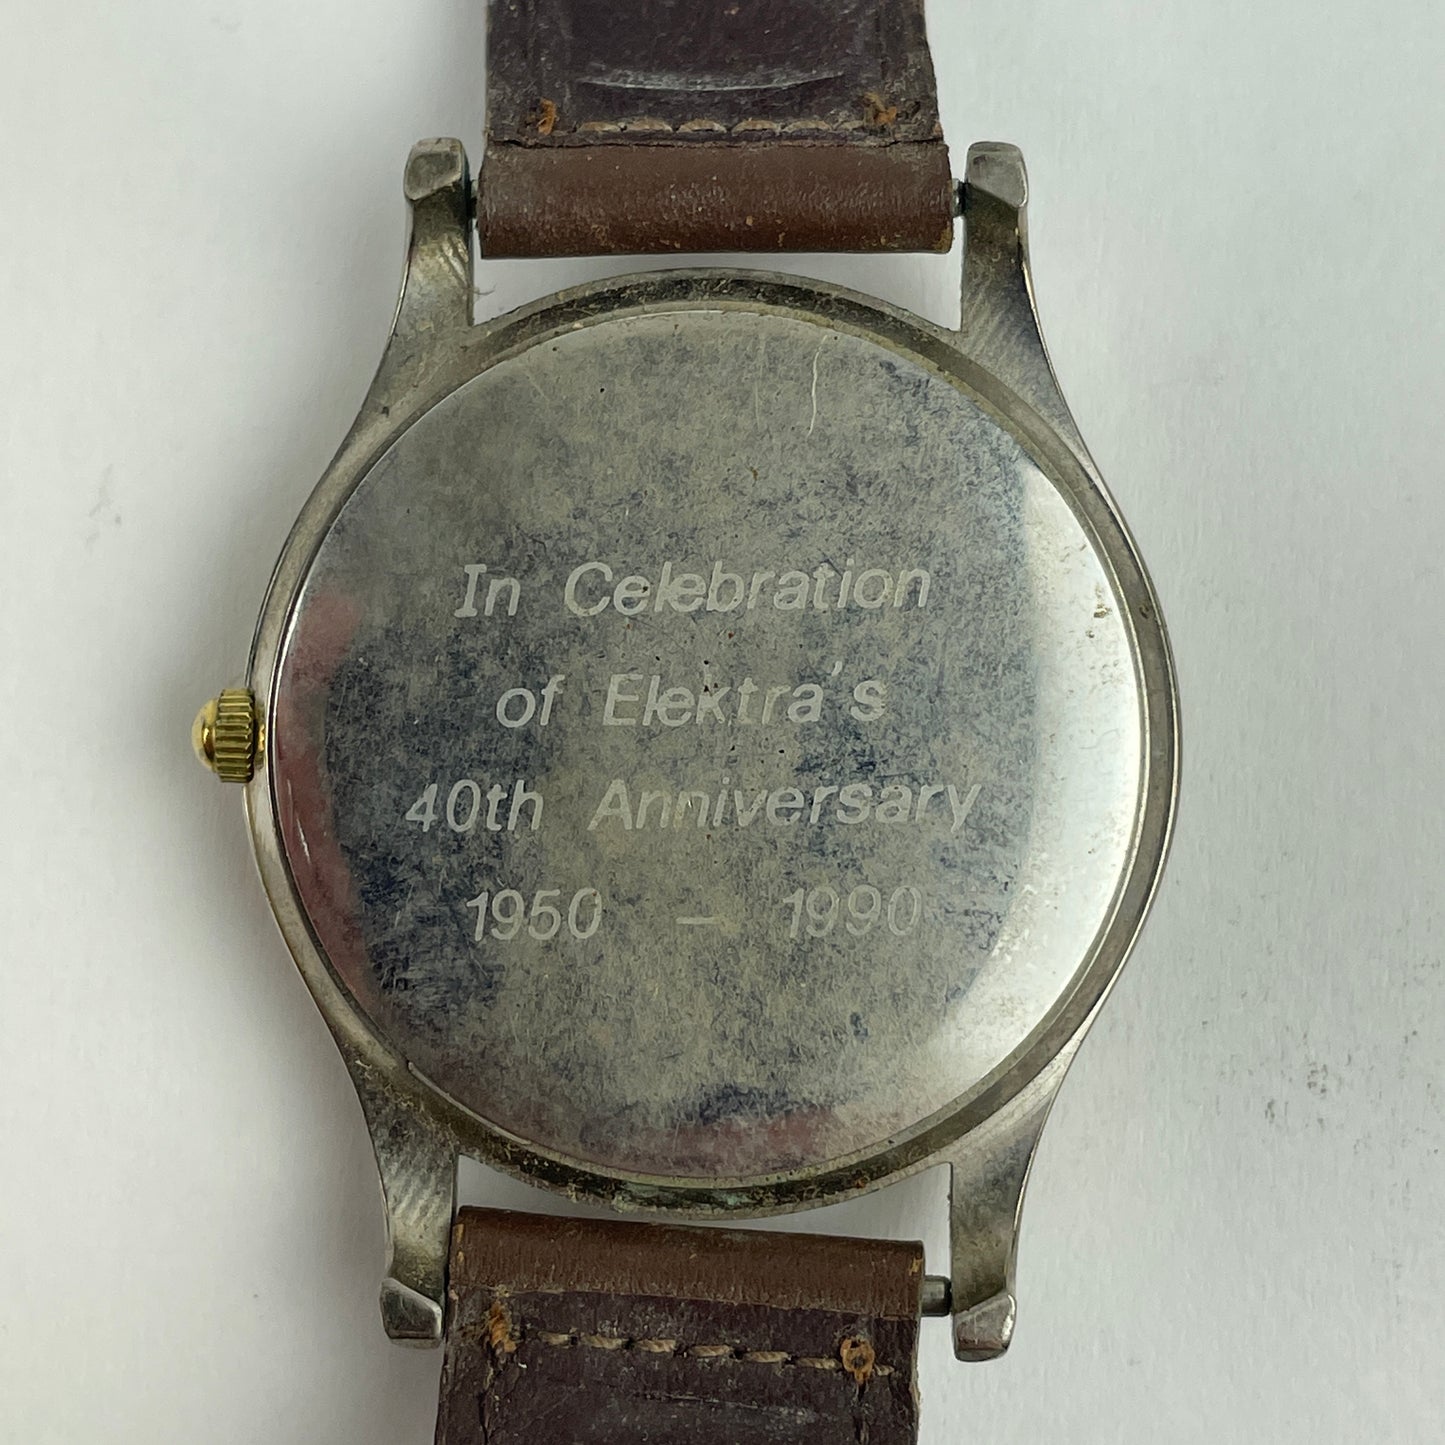 In Celebration
of Elektra's
40th Anniversary
1950 - 1990